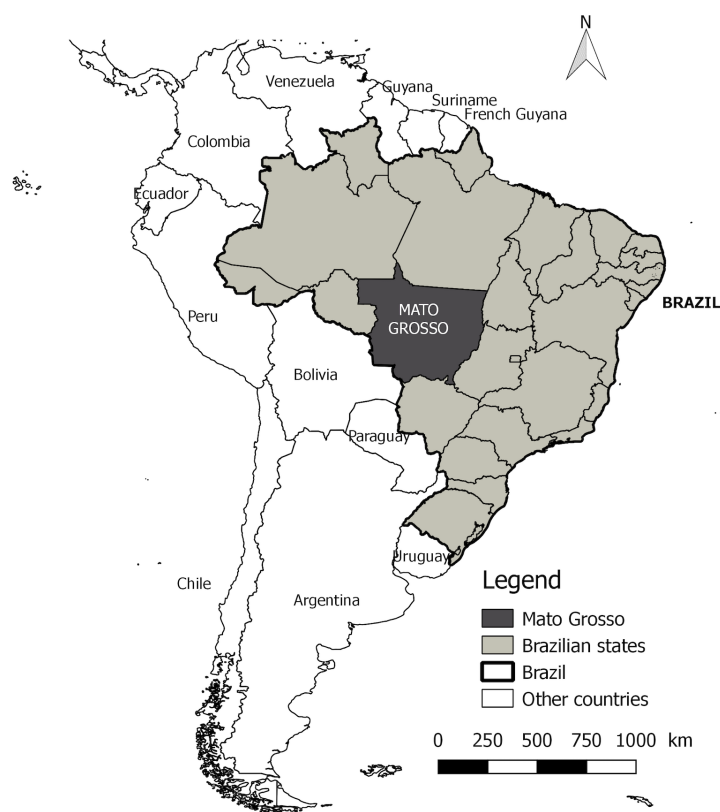 N
Venezuela
Guyana
Suriname
French Guyana
Colombia
Ecuador
BRAZIL
MATO
GROSSO
Peru
Bolivia
Paraguay
Uruguay
Chile
Argentina
Legend
Mato Grosso
Brazilian states
Brazil
Other countries
0 250 500 750 1000 km